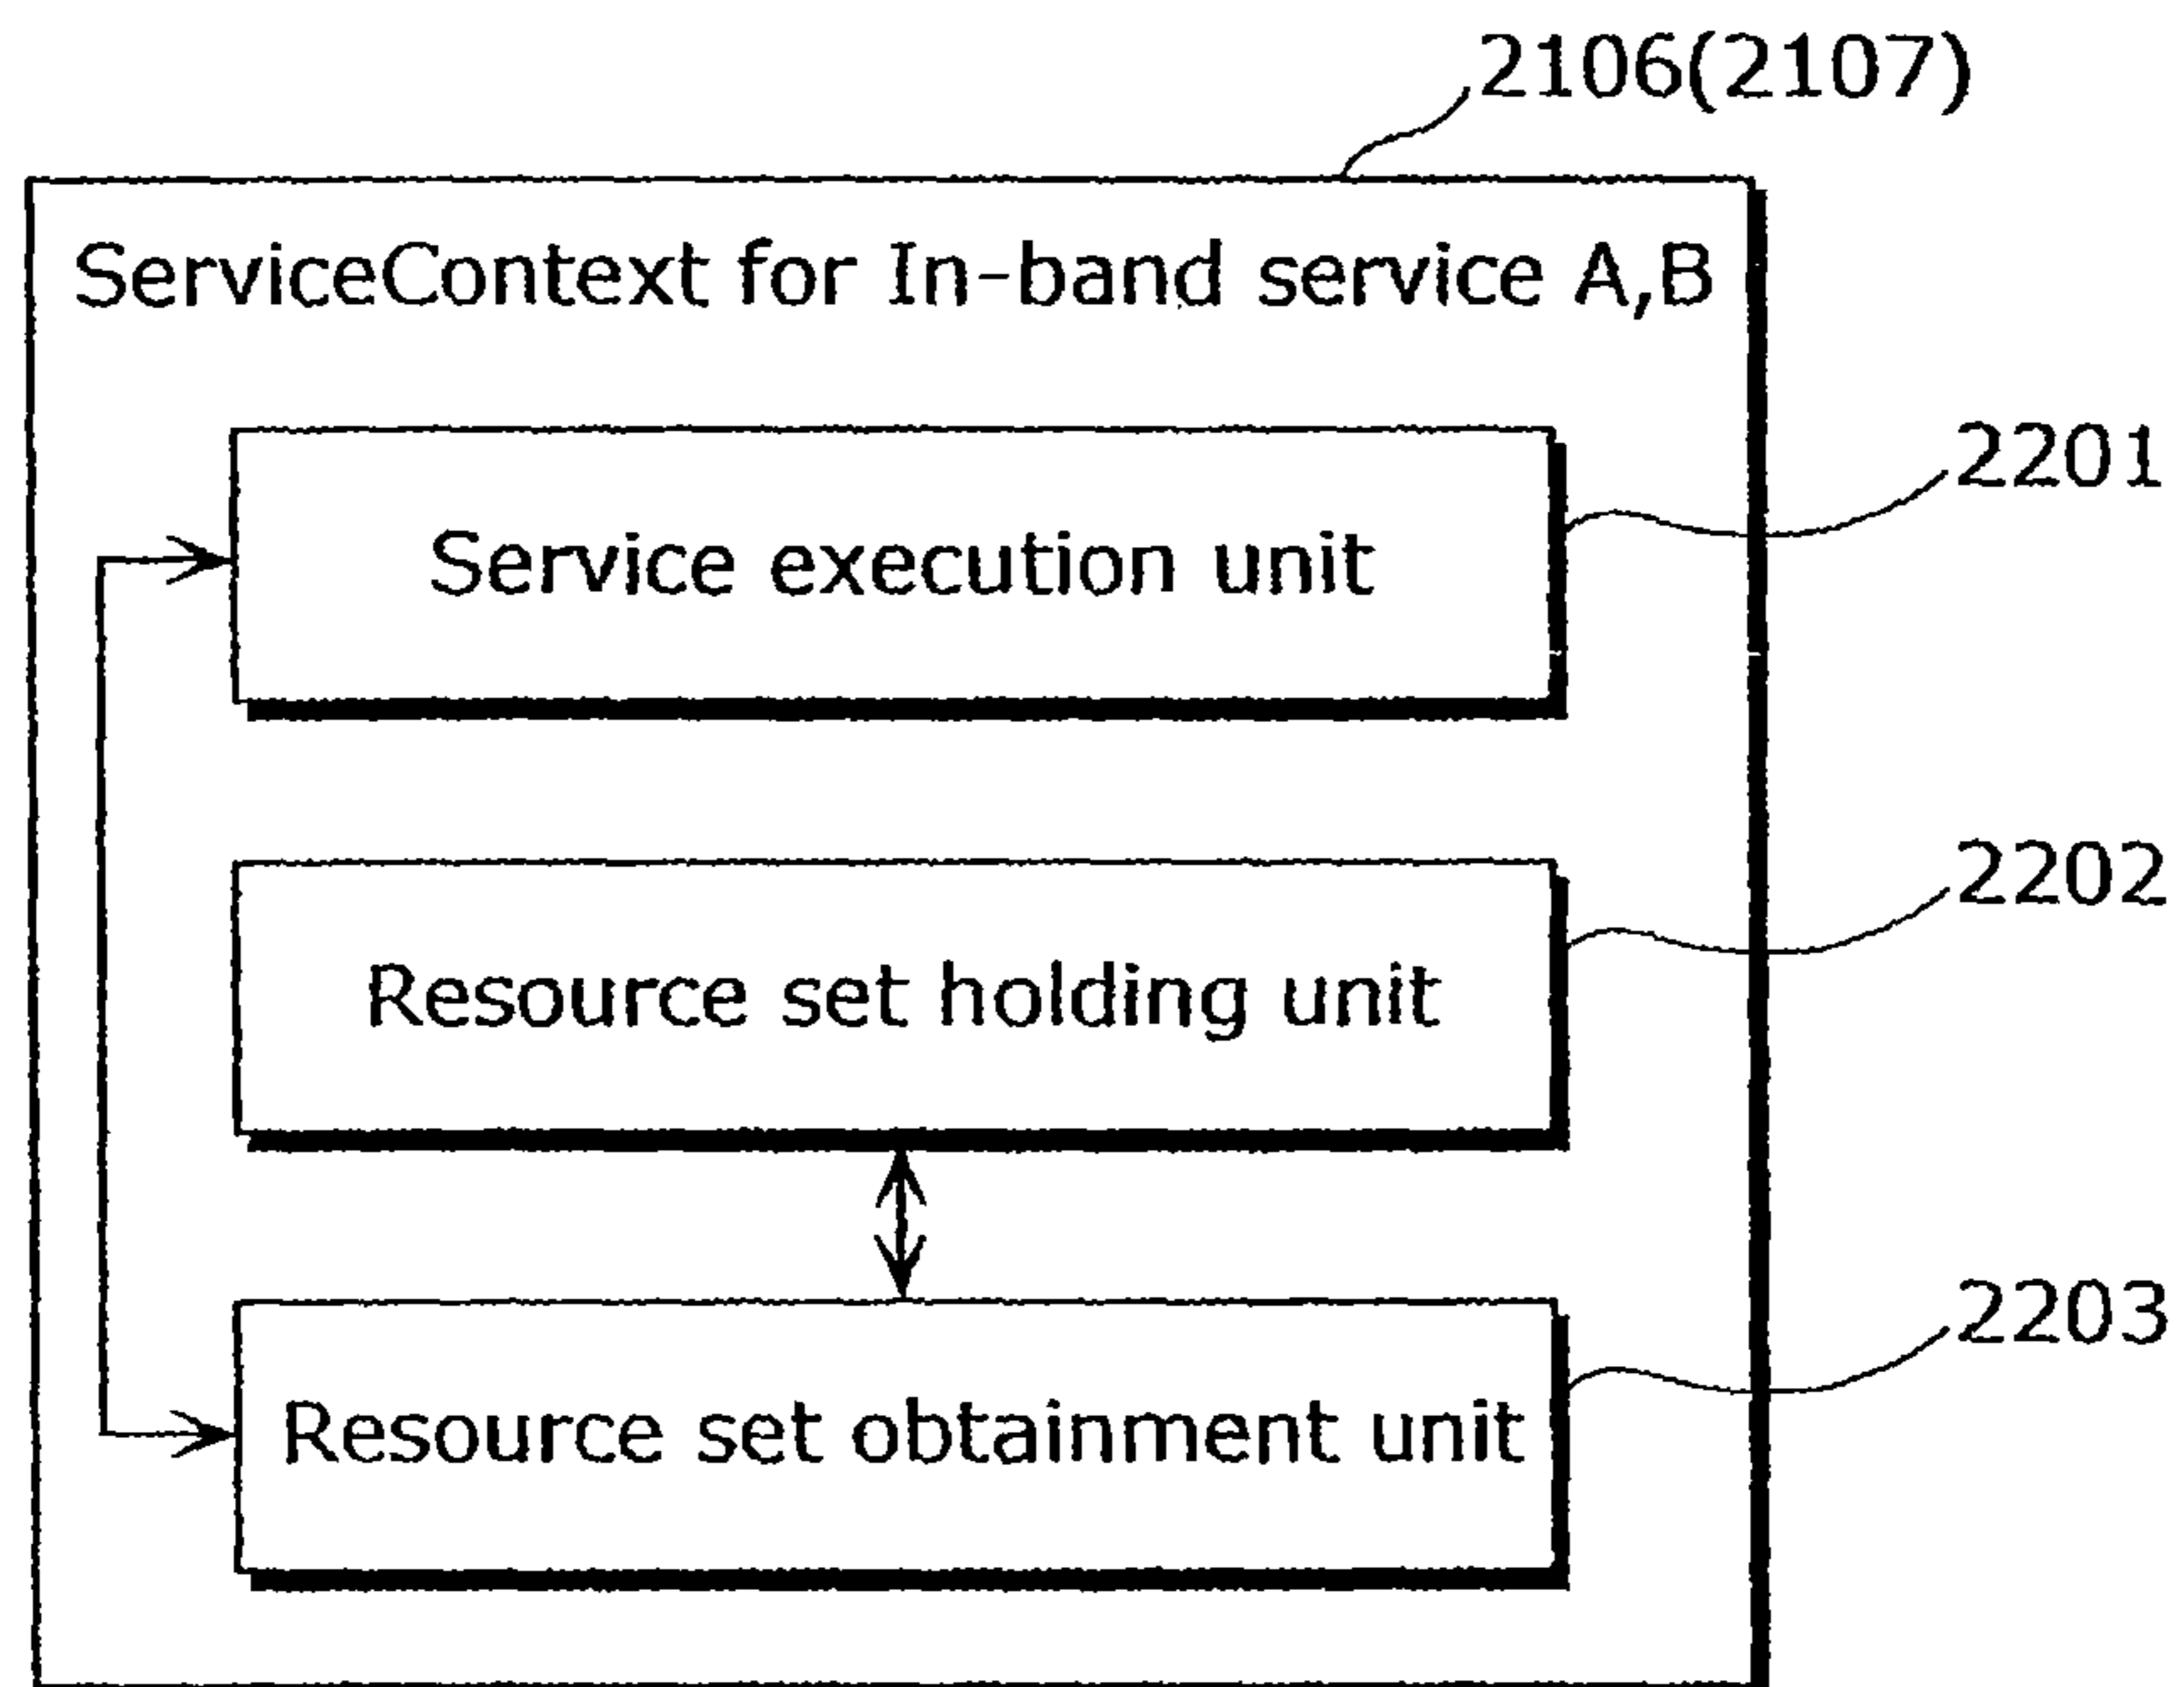 2106(2107)
ServiceContext for In-band service A,B
2201
Service execution unit
2202
Resource set holding unit
2203
Resource set obtainment unit